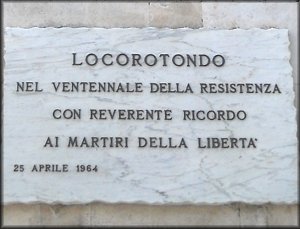 LOCOROTONDO
NEL VENTENNALE DELLA RESISTENZA
CON REVERENTE RICORDO
AI MARTIRI DELLA LIBERTA'
25 APRILE 1964